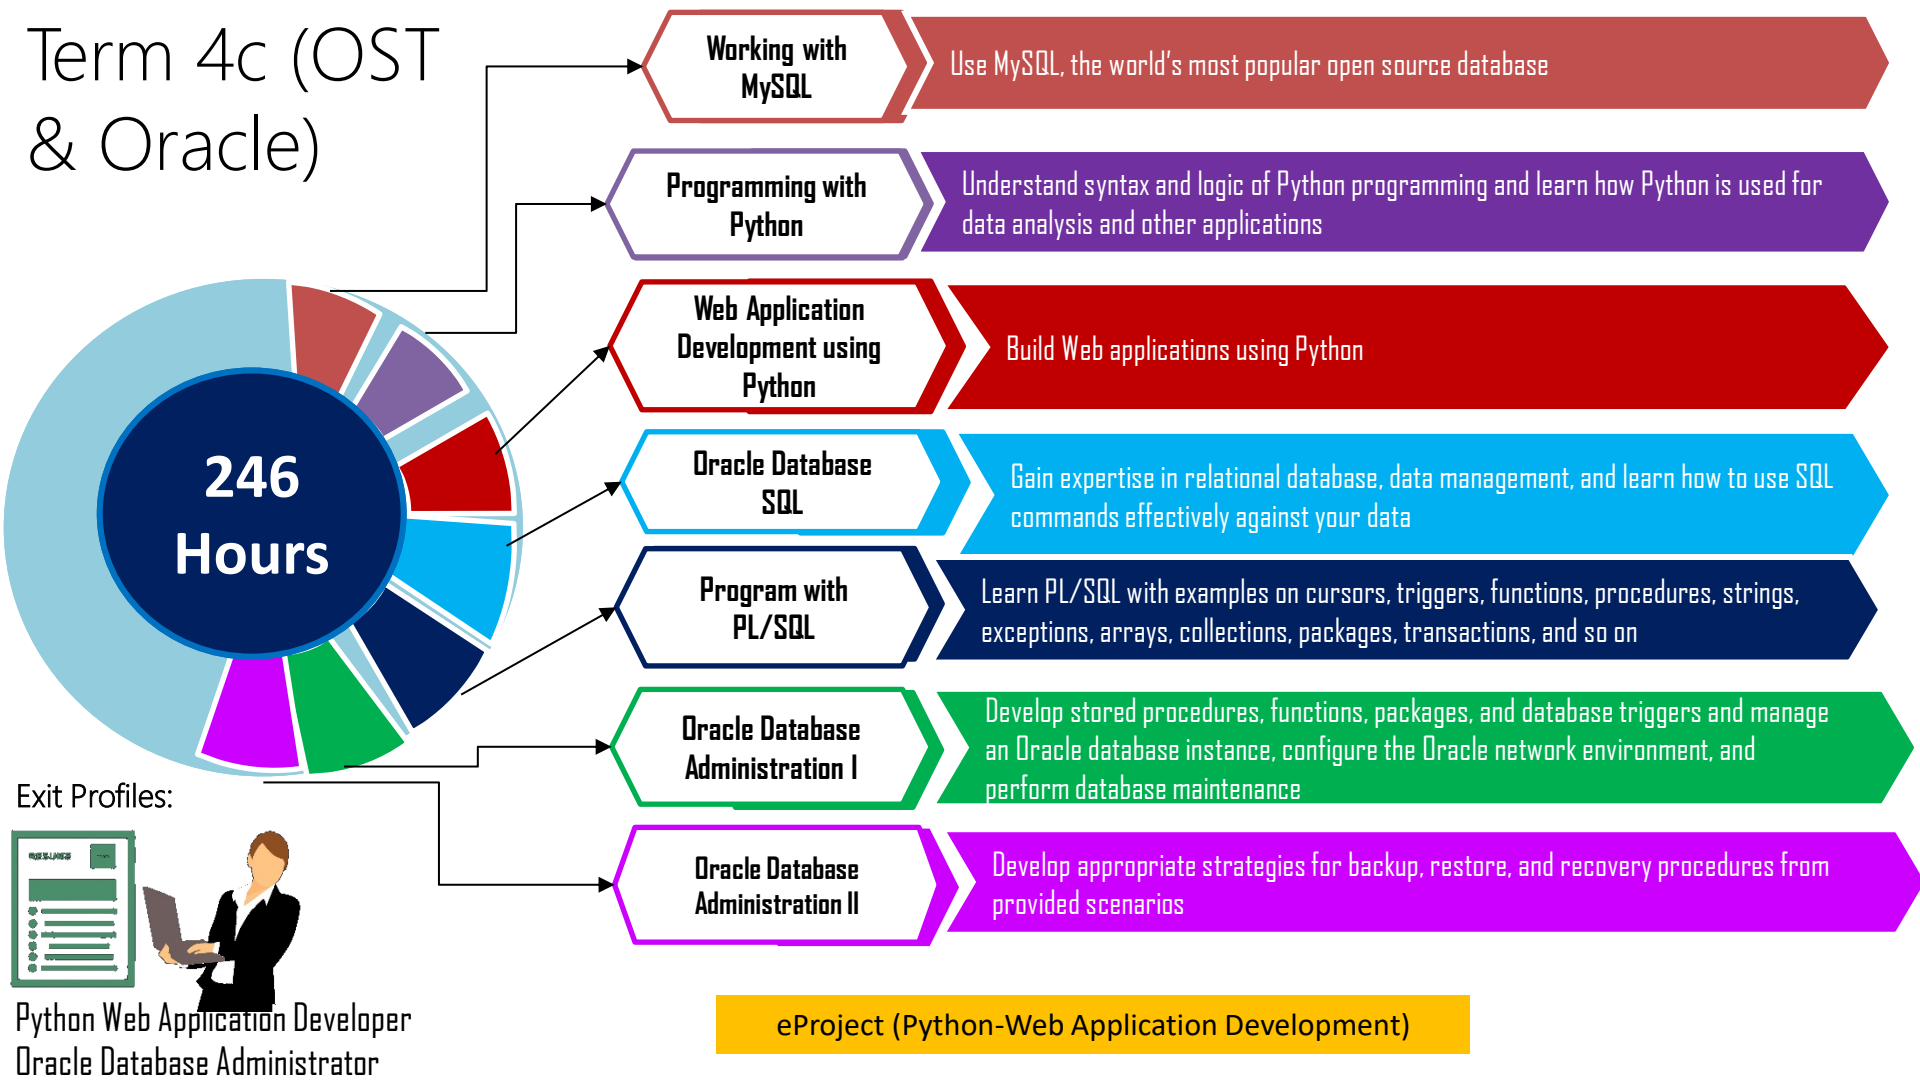 Term 4c (OST
& Oracle)
Working with
MySQL
Use MySQL, the world's most popular open source database
Programming with
Python
Understand syntax and logic of Python programming and learn how Python is used for
data analysis and other applications
Web Application
Development using
Python
Build Web applications using Python
246
Hours
Oracle Database
SQL
Gain expertise in relational database, data management, and learn how to use SQL
commands effectively against your data
Program with
PL/SQL
Learn PL/SQL with examples on cursors, triggers, functions, procedures, strings,
exceptions, arrays, collections, packages, transactions, and so on
Oracle Database
Administration I
Develop stored procedures, functions, packages, and database triggers and manage
an Oracle database instance, configure the Oracle network environment, and
perform database maintenance
Oracle Database
Administration II
Develop appropriate strategies for backup, restore, and recovery procedures from
provided scenarios
Exit Profiles:
Python Web Application Developer
Oracle Database Administrator
eProject (Python-Web Application Development)